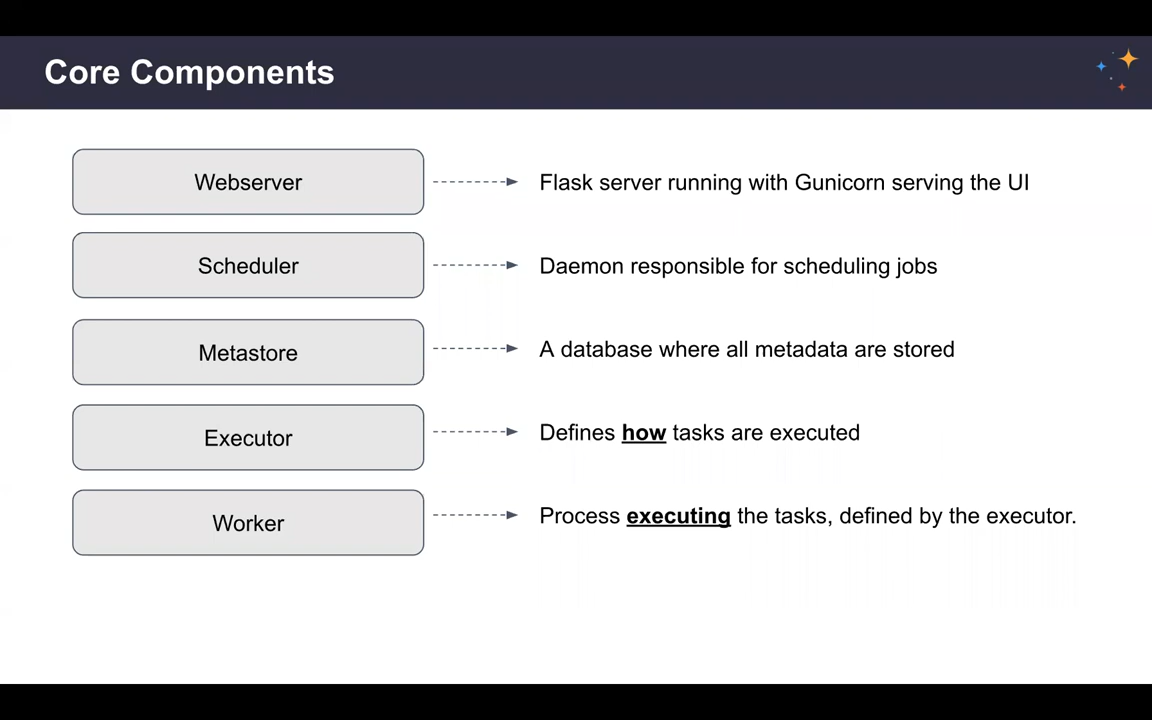 Core Components
Webserver
Flask server running with Gunicorn serving the UI
Scheduler
Daemon responsible for scheduling jobs
Metastore
A database where all metadata are stored
Executor
Defines how tasks are executed
Worker
Process executing the tasks, defined by the executor.